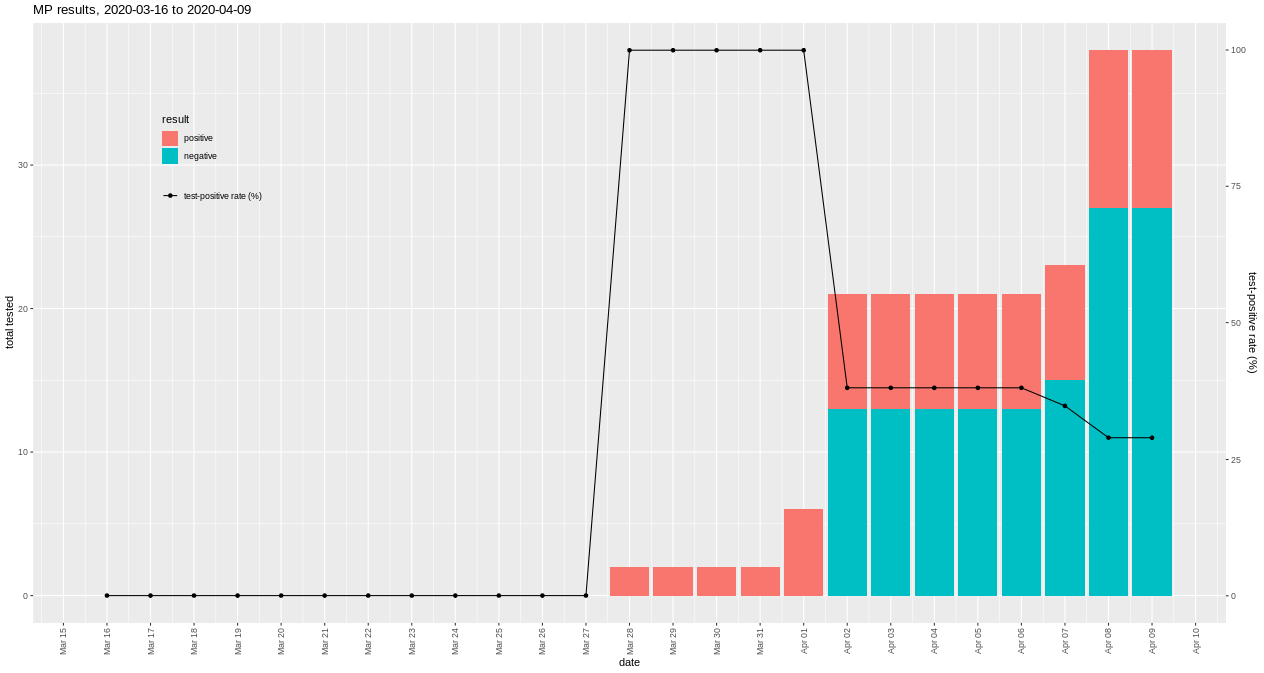 MP results, 2020-03-16 to 2020-04-09
result
positive
negative
test-positive rate (%)
total tested
30
20
10
0
100
75
50
25
0
test-positive rate (%)
Mar 15
Mar 16
Mar 17
Mar 18
Mar 19
Mar 20
Mar 21
Mar 22
Mar 23
Mar 24
Mar 25
Mar 26
Mar 27
Mar 28
Mar 29
Mar 30
Mar 31
Apr 01
Apr 02
Apr 03
Apr 04
Apr 05
Apr 06
Apr 07
Apr 08
Apr 09
Apr 10
date